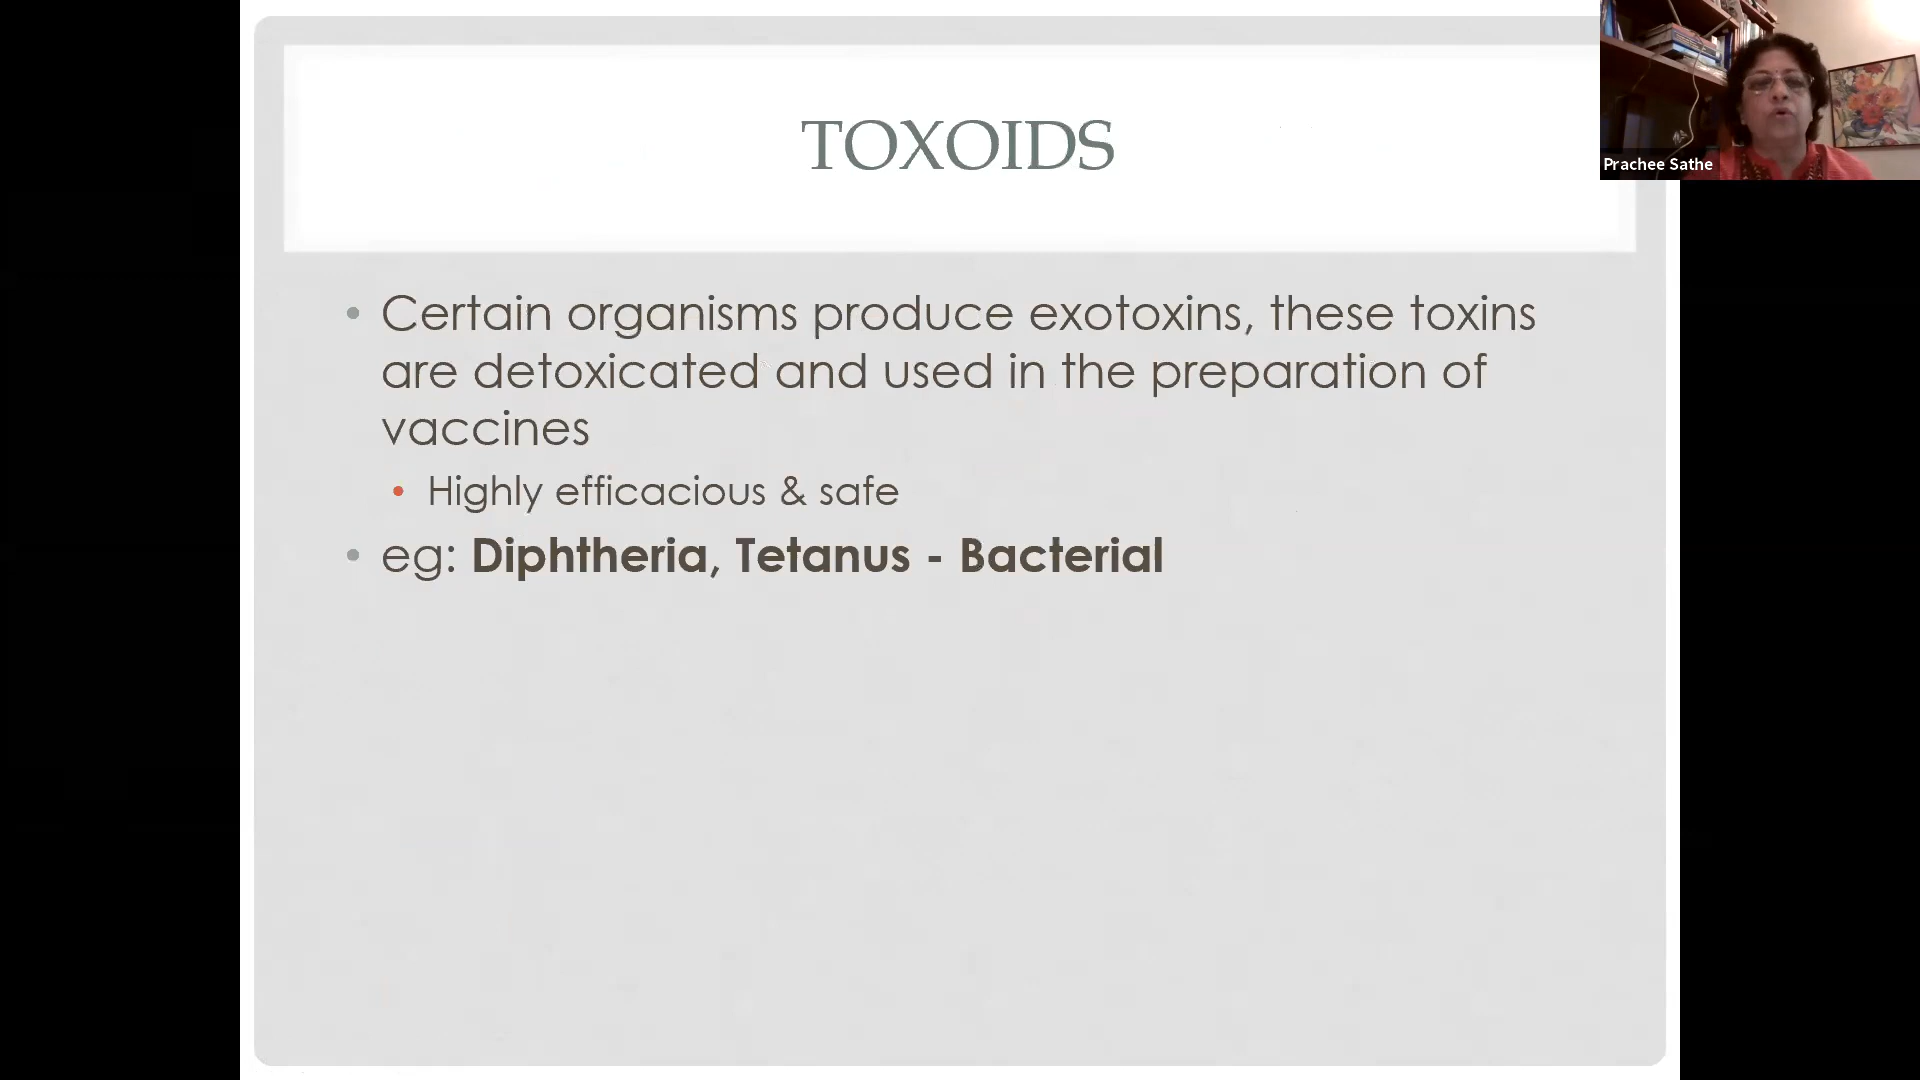 TOXOIDS
Prachee Sathe
• Certain organisms produce exotoxins, these toxins
are detoxicated and used in the preparation of
vaccines
• Highly efficacious & safe
• eg: Diphtheria, Tetanus - Bacterial